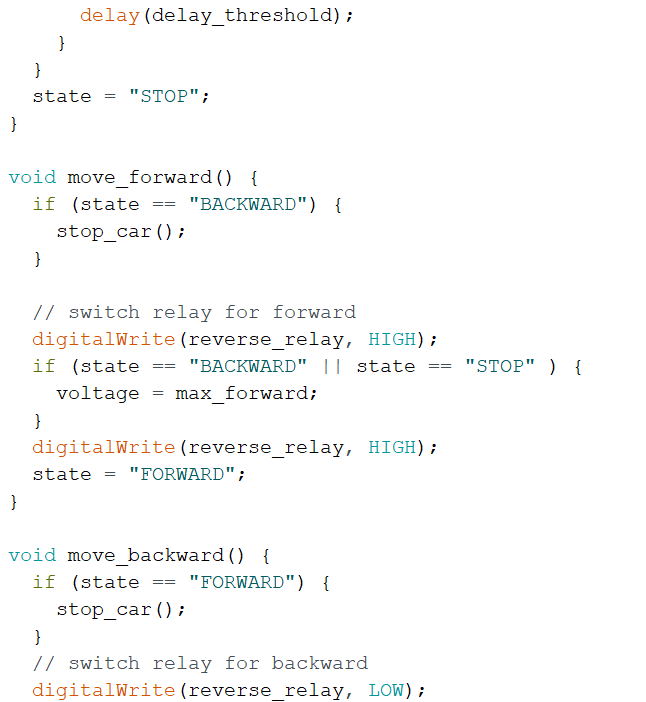 delay(delay_threshold);
    }
  }
  state = "STOP";
}

void move_forward() {
  if (state == "BACKWARD") {
    stop_car();
  }

  // switch relay for forward
  digitalWrite(reverse_relay, HIGH);
  if (state == "BACKWARD" || state == "STOP" ) {
    voltage = max_forward;
  }
  digitalWrite(reverse_relay, HIGH);
  state = "FORWARD";
}

void move_backward() {
  if (state == "FORWARD") {
    stop_car();
  }
  // switch relay for backward
  digitalWrite(reverse_relay, LOW);